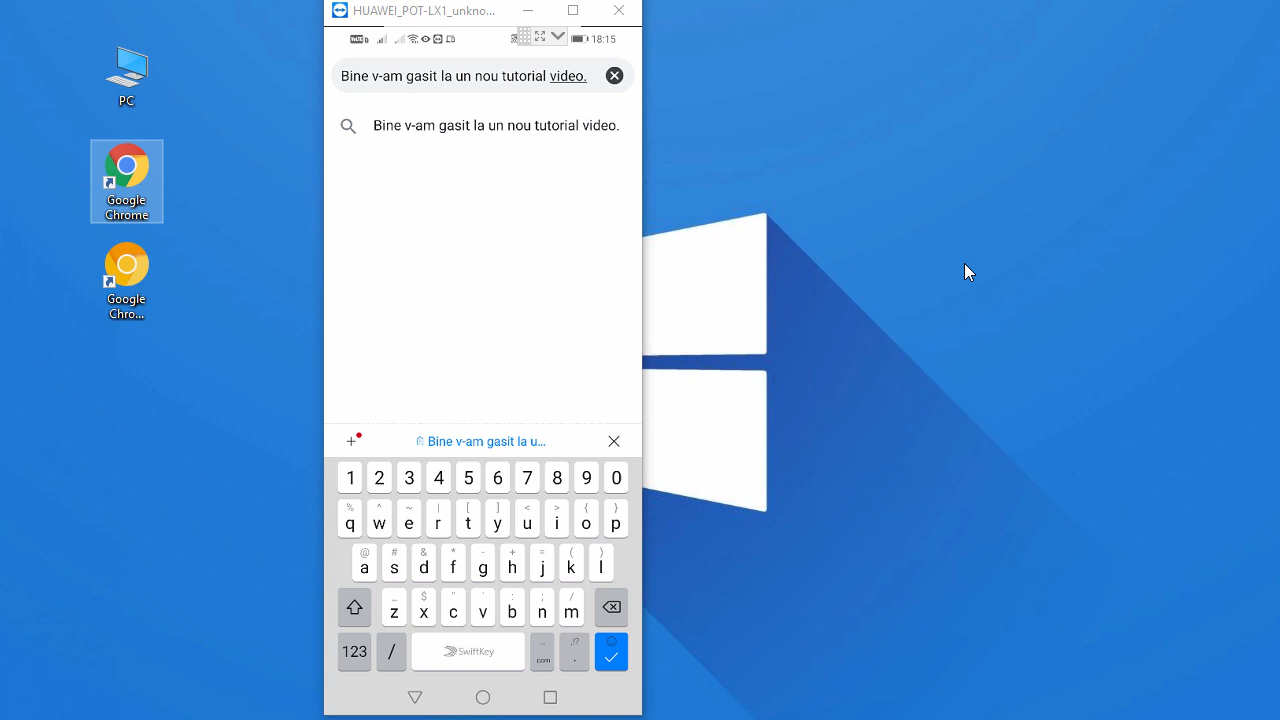 HUAWEI_POT-LX1_unkno...
18:15
Bine v-am gasit la un nou tutorial video.
Bine v-am gasit la un nou tutorial video.
PC
Google
Chrome
Google
Chro...
+ Bine v-am gasit la u...
1 2 3 4 5 6 7 8 9 0
% ^ ~ | [ ] < > { }
q w e r t y u i o p
@ # & * - + = ( )
a s d f g h j k l
_ $ " ' : ; /
z x c v b n m
123 / SwiftKey .com ,!? .